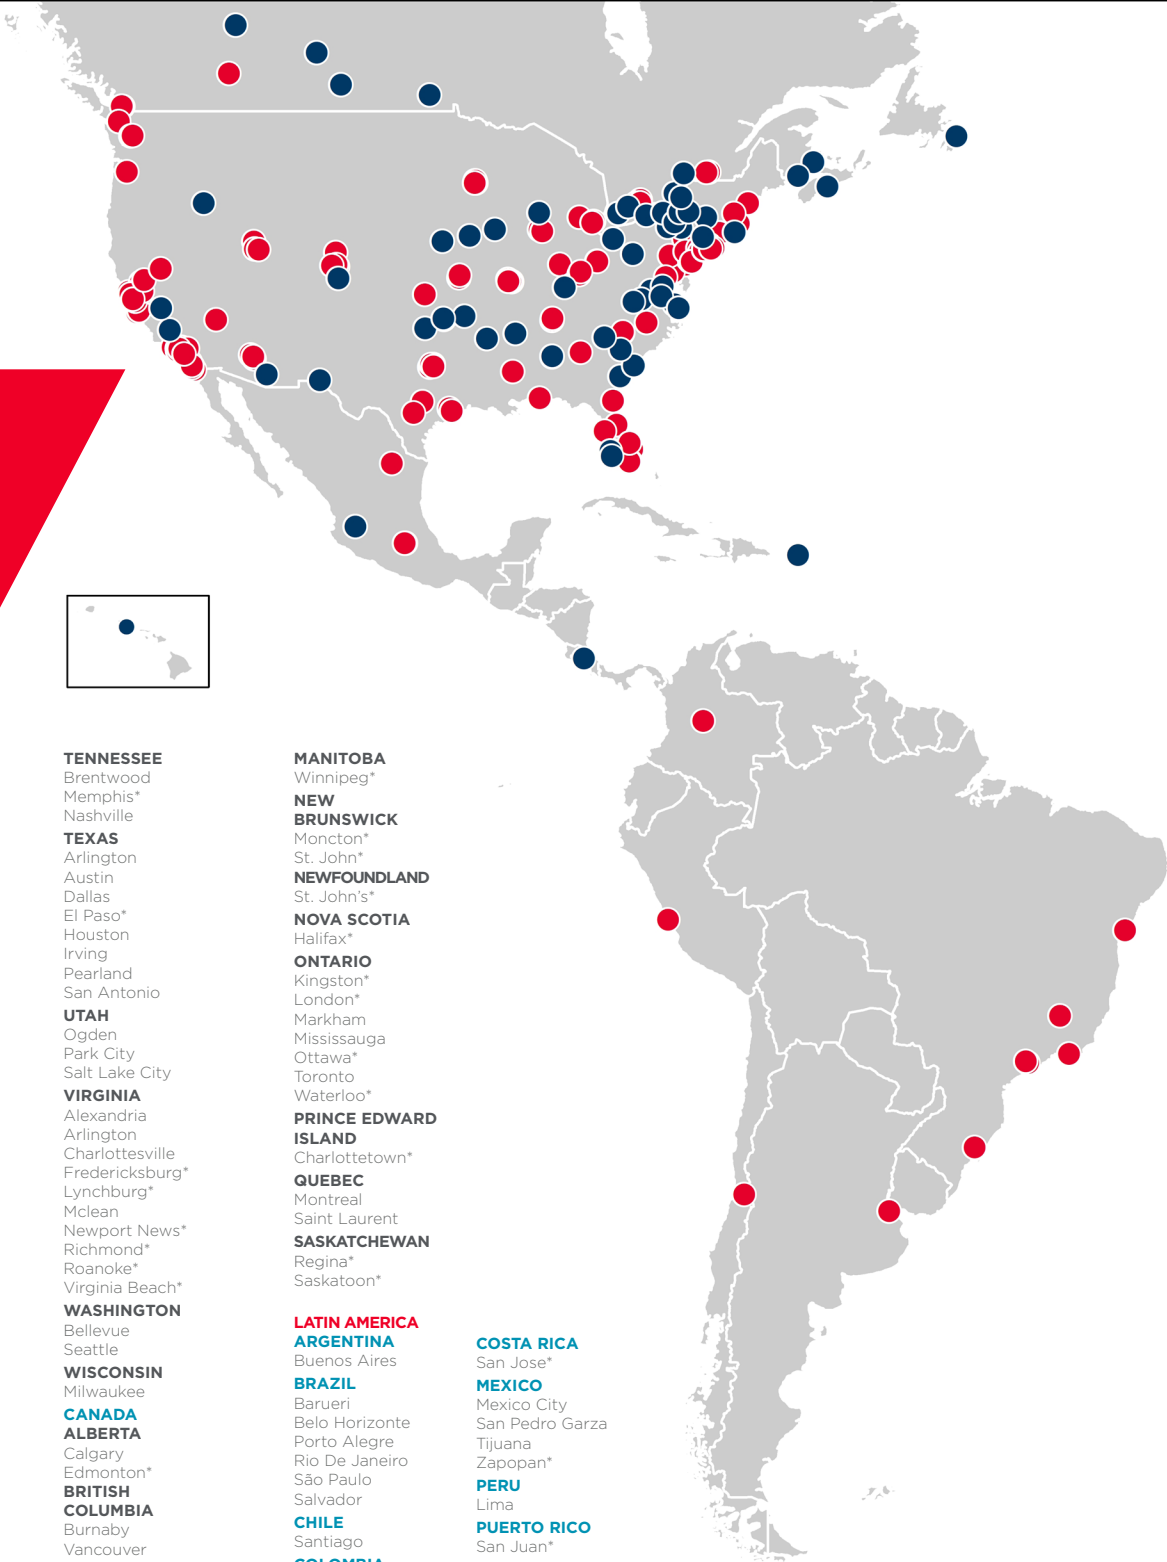 TENNESSEE
Brentwood
Memphis*
Nashville
TEXAS
Arlington
Austin
Dallas
El Paso*
Houston
Irving
Pearland
San Antonio
UTAH
Ogden
Park City
Salt Lake City
VIRGINIA
Alexandria
Arlington
Charlottesville
Fredericksburg*
Lynchburg*
Mclean
Newport News*
Richmond*
Roanoke*
Virginia Beach*
WASHINGTON
Bellevue
Seattle
WISCONSIN
Milwaukee
CANADA
ALBERTA
Calgary
Edmonton*
BRITISH
COLUMBIA
Burnaby
Vancouver
MANITOBA
Winnipeg*
NEW
BRUNSWICK
Moncton*
St. John*
NEWFOUNDLAND
St. John's*
NOVA SCOTIA
Halifax*
ONTARIO
Kingston*
London*
Markham
Mississauga
Ottawa*
Toronto
Waterloo*
PRINCE EDWARD
ISLAND
Charlottetown*
QUEBEC
Montreal
Saint Laurent
SASKATCHEWAN
Regina*
Saskatoon*
LATIN AMERICA
ARGENTINA
Buenos Aires
BRAZIL
Barueri
Belo Horizonte
Porto Alegre
Rio De Janeiro
São Paulo
Salvador
CHILE
Santiago
COLOMBIA
COSTA RICA
San Jose*
MEXICO
Mexico City
San Pedro Garza
Tijuana
Zapopan*
PERU
Lima
PUERTO RICO
San Juan*